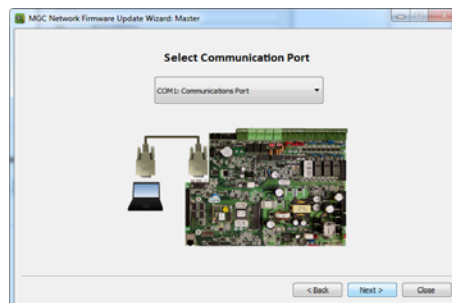 MGC Network Firmware Update Wizard: Master
Select Communication Port
COM1: Communications Port
< Back Next > Close